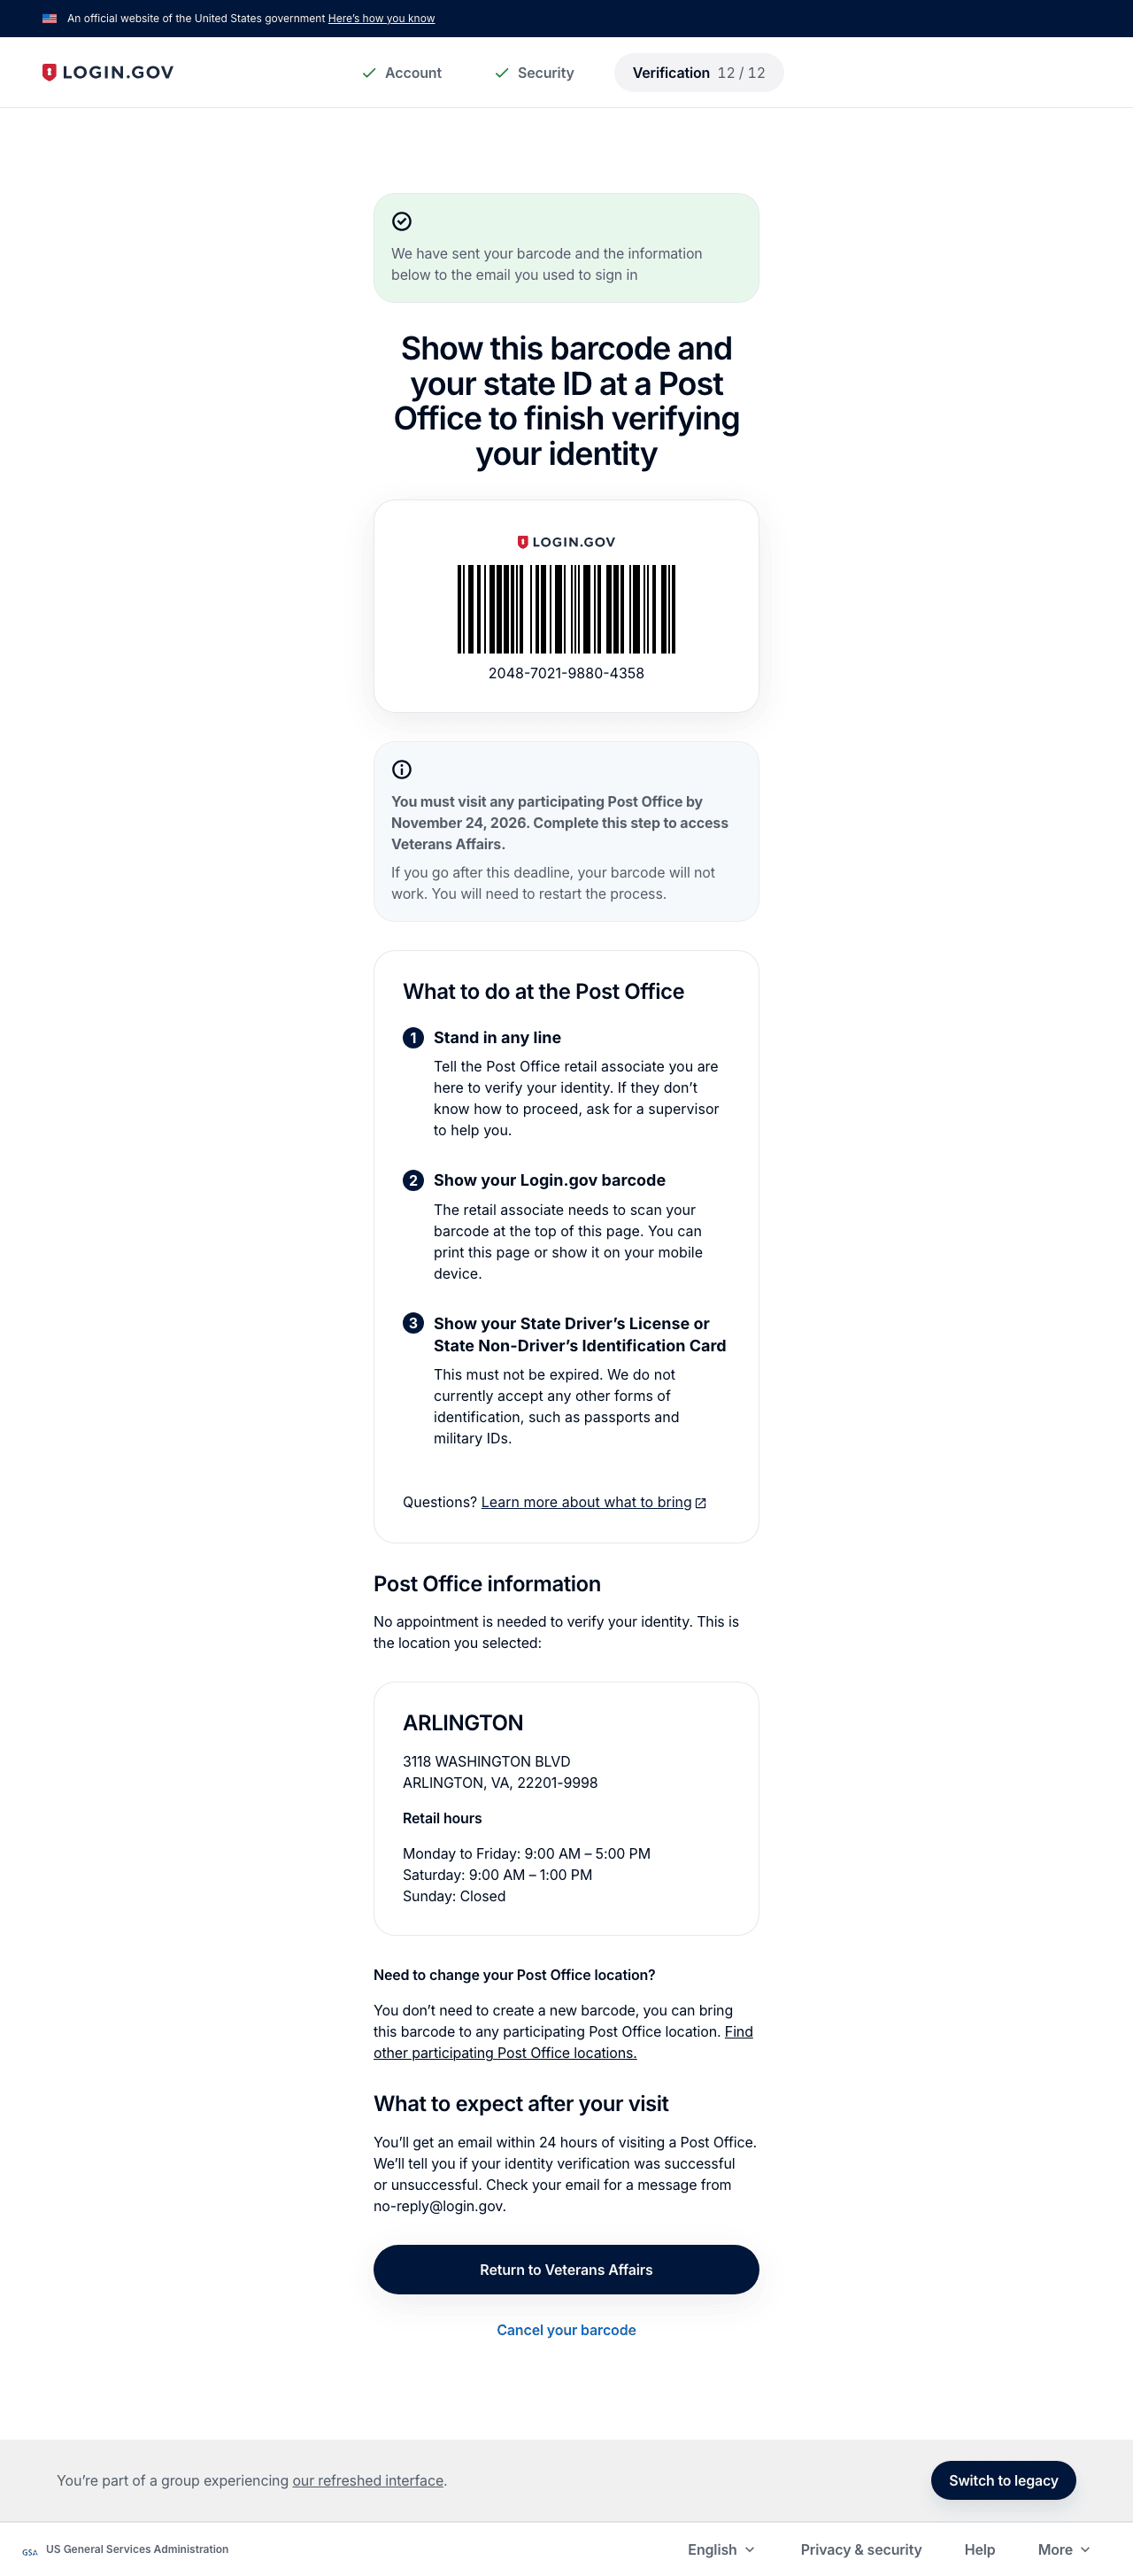 An official website of the United States government Here's how you know
LOGIN.GOV
Account
Security
Verification 12 / 12
We have sent your barcode and the information
below to the email you used to sign in
Show this barcode and
your state ID at a Post
Office to finish verifying
your identity
LOGIN.GOV
2048-7021-9880-4358
You must visit any participating Post Office by
November 24, 2026. Complete this step to access
Veterans Affairs.
If you go after this deadline, your barcode will not
work. You will need to restart the process.
What to do at the Post Office
1 Stand in any line
Tell the Post Office retail associate you are
here to verify your identity. If they don’t
know how to proceed, ask for a supervisor
to help you.
2 Show your Login.gov barcode
The retail associate needs to scan your
barcode at the top of this page. You can
print this page or show it on your mobile
device.
3 Show your State Driver’s License or
State Non-Driver’s Identification Card
This must not be expired. We do not
currently accept any other forms of
identification, such as passports and
military IDs.
Questions? Learn more about what to bring
Post Office information
No appointment is needed to verify your identity. This is
the location you selected:
ARLINGTON
3118 WASHINGTON BLVD
ARLINGTON, VA, 22201-9998
Retail hours
Monday to Friday: 9:00 AM – 5:00 PM
Saturday: 9:00 AM – 1:00 PM
Sunday: Closed
Need to change your Post Office location?
You don’t need to create a new barcode, you can bring
this barcode to any participating Post Office location. Find
other participating Post Office locations.
What to expect after your visit
You’ll get an email within 24 hours of visiting a Post Office.
We’ll tell you if your identity verification was successful
or unsuccessful. Check your email for a message from
no-reply@login.gov.
Return to Veterans Affairs
Cancel your barcode
You’re part of a group experiencing our refreshed interface.
Switch to legacy
GSA US General Services Administration
English
Privacy & security
Help
More